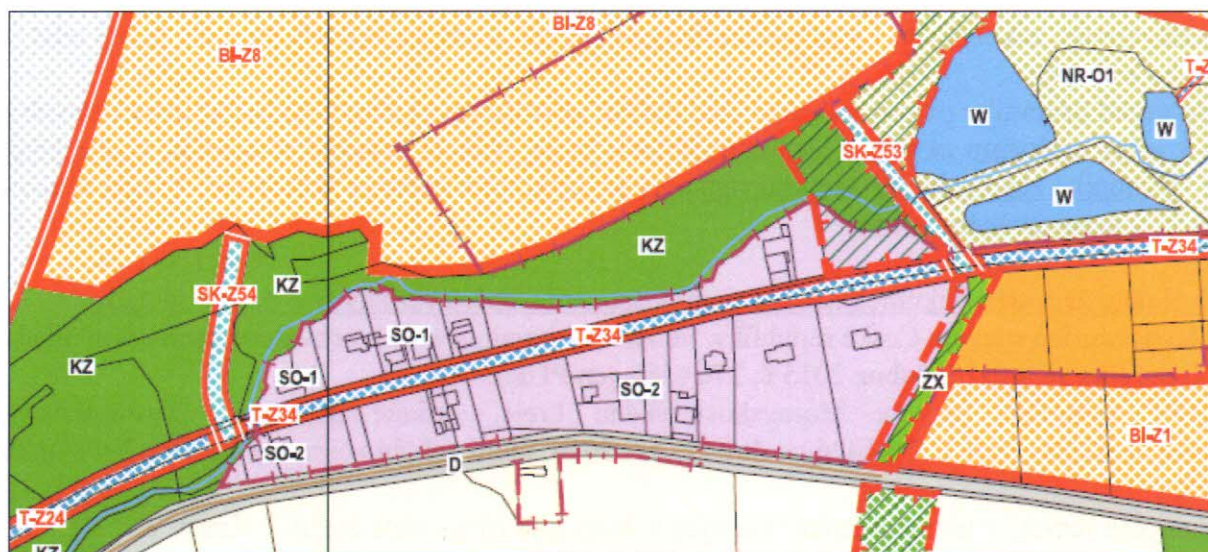 BI-Z8
BI-Z8
NR-O1
T-Z
W
W
SK-Z53
W
KZ
T-Z34
KZ
SK-Z54
T-Z34
SO-1
KZ
SO-1
ZX
SO-2
T-Z34
BI-Z1
SO-2
D
T-Z24
KZ